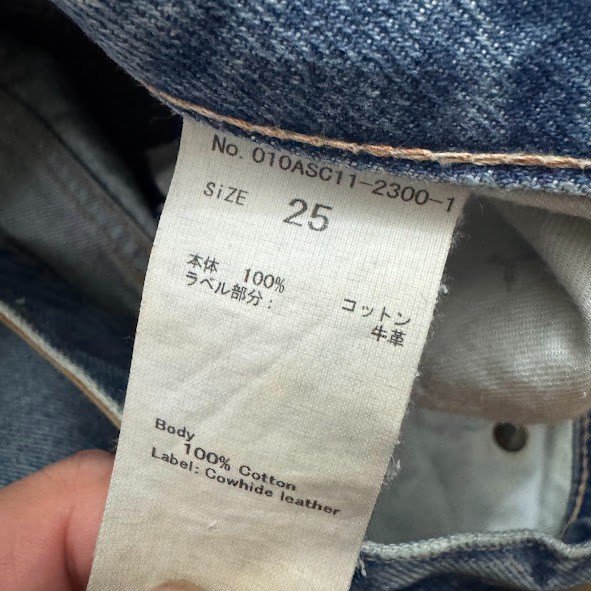 No. 010ASC11-2300-1
SiZE 25
本体 100% コットン
ラベル部分： 牛革
Body
100% Cotton
Label: Cowhide leather